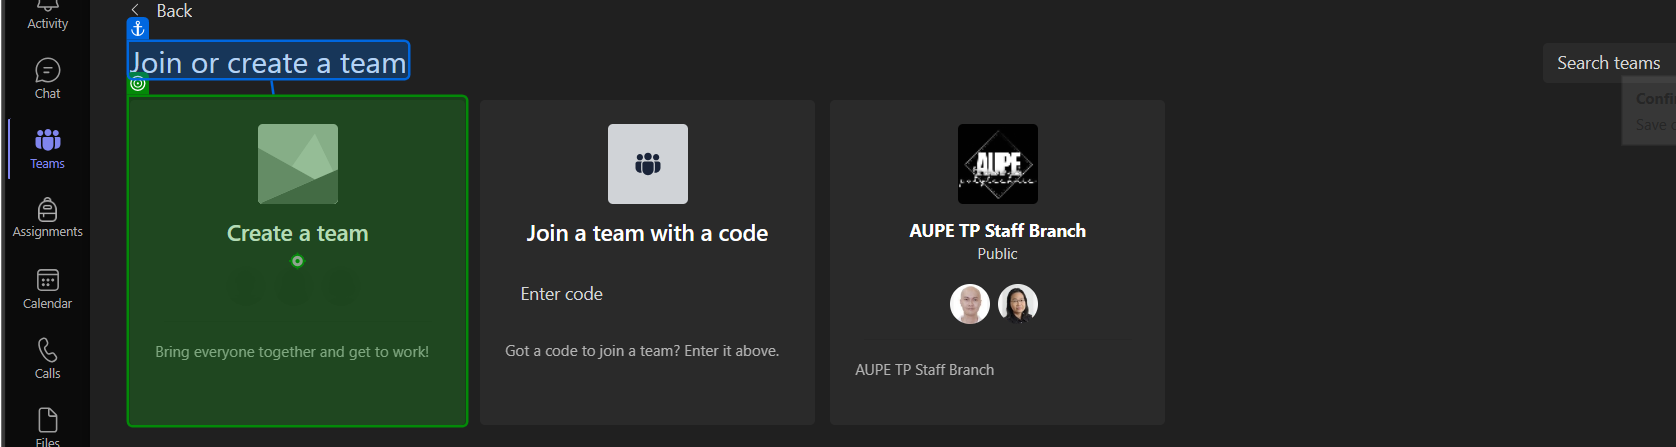 Activity
Chat
Teams
Assignments
Calendar
Calls
Files
Back
Join or create a team
Search teams
Create a team
Bring everyone together and get to work!
Join a team with a code
Enter code
Got a code to join a team? Enter it above.
AUPE
AUPE TP Staff Branch
Public
AUPE TP Staff Branch